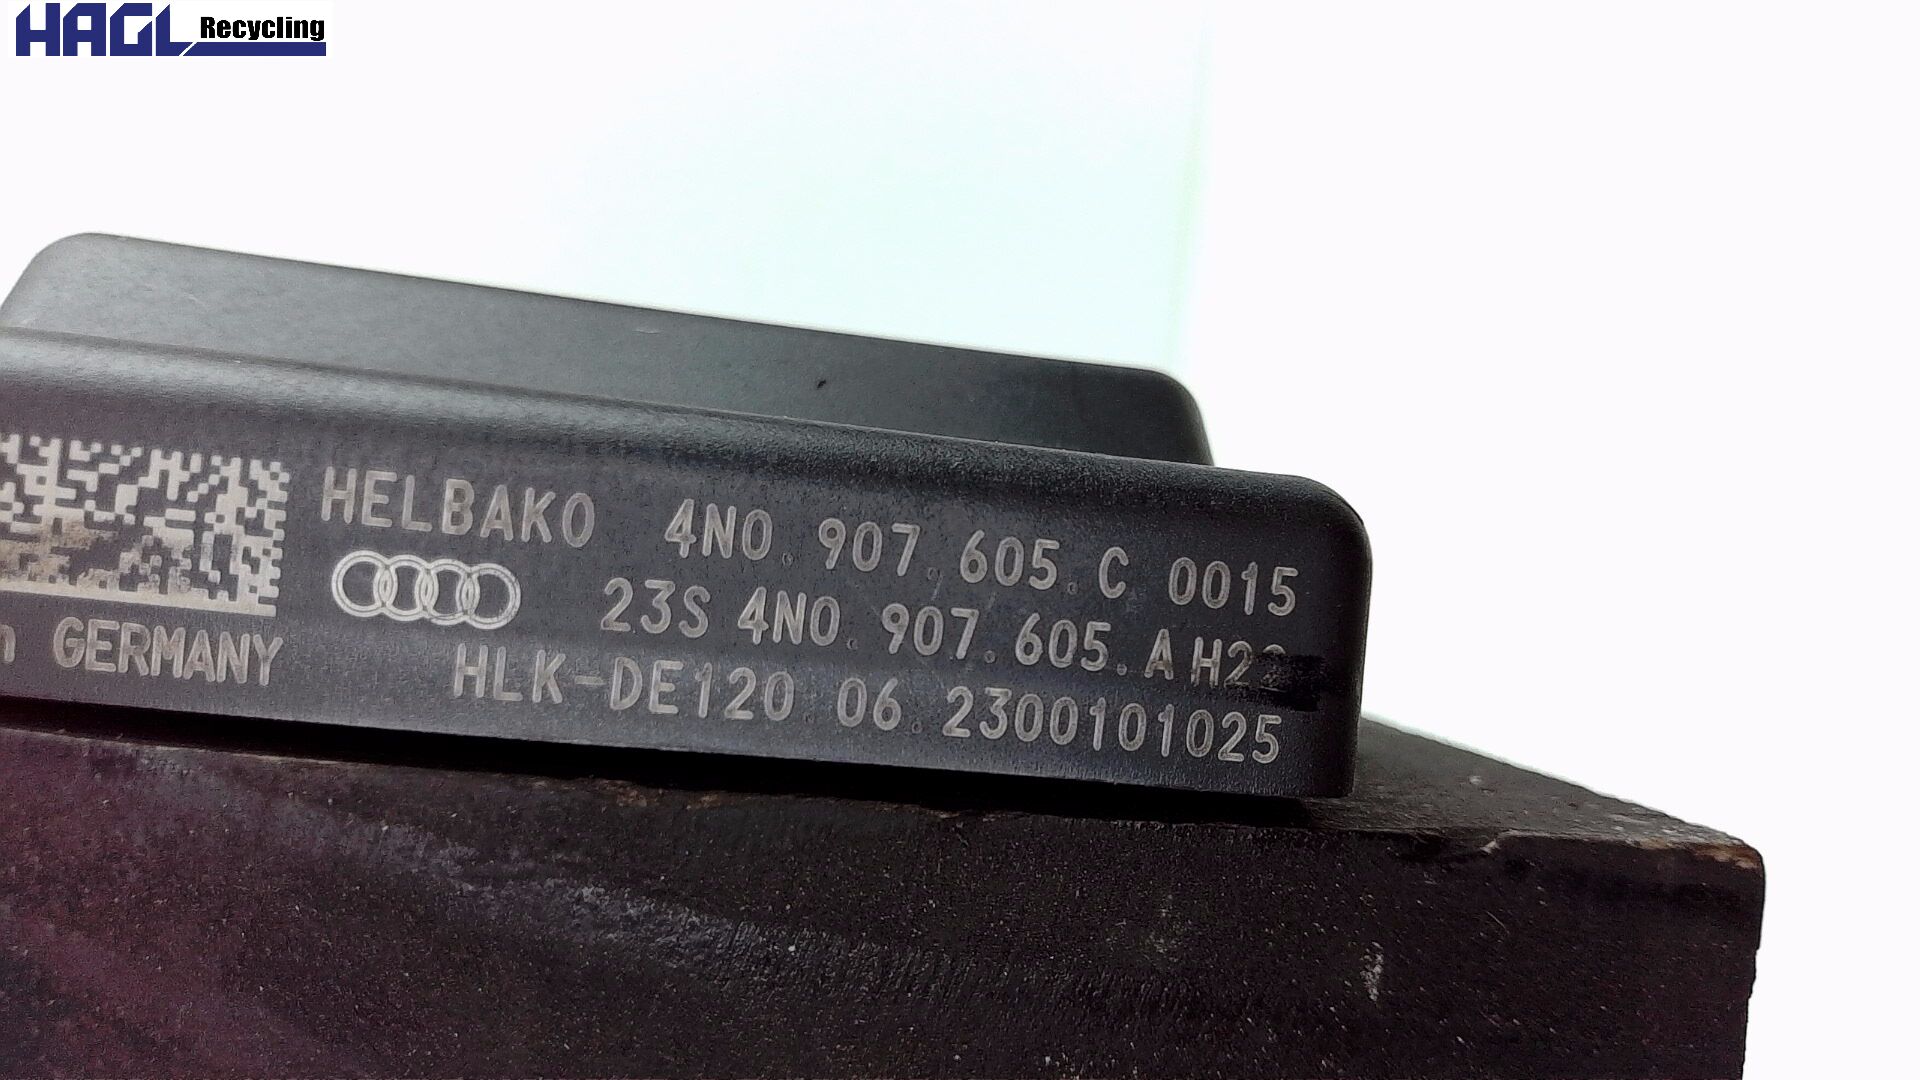 HAGL Recycling
HELBAKO 4N0.907.605.C 0015
23S 4N0.907.605.A
GERMANY
HLK-DE120 06.2300101025